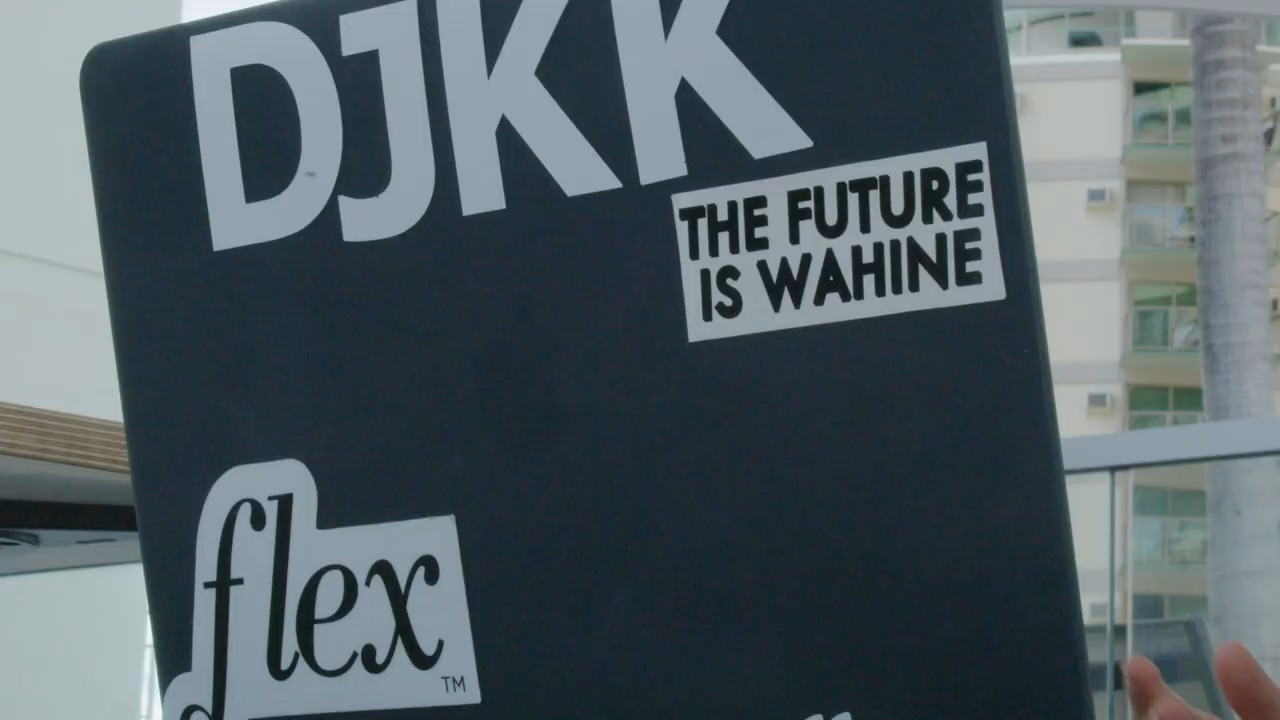 DJKK
THE FUTURE
IS WAHINE
flex
TM